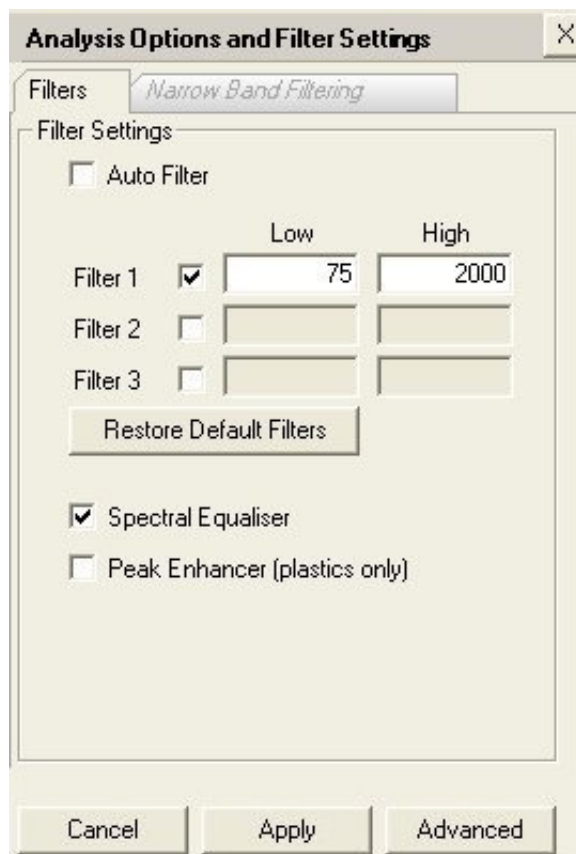 Analysis Options and Filter Settings X
Filters Narrow Band Filtering
Filter Settings
Auto Filter
Low High
Filter 1 75 2000
Filter 2
Filter 3
Restore Default Filters
Spectral Equaliser
Peak Enhancer (plastics only)
Cancel Apply Advanced